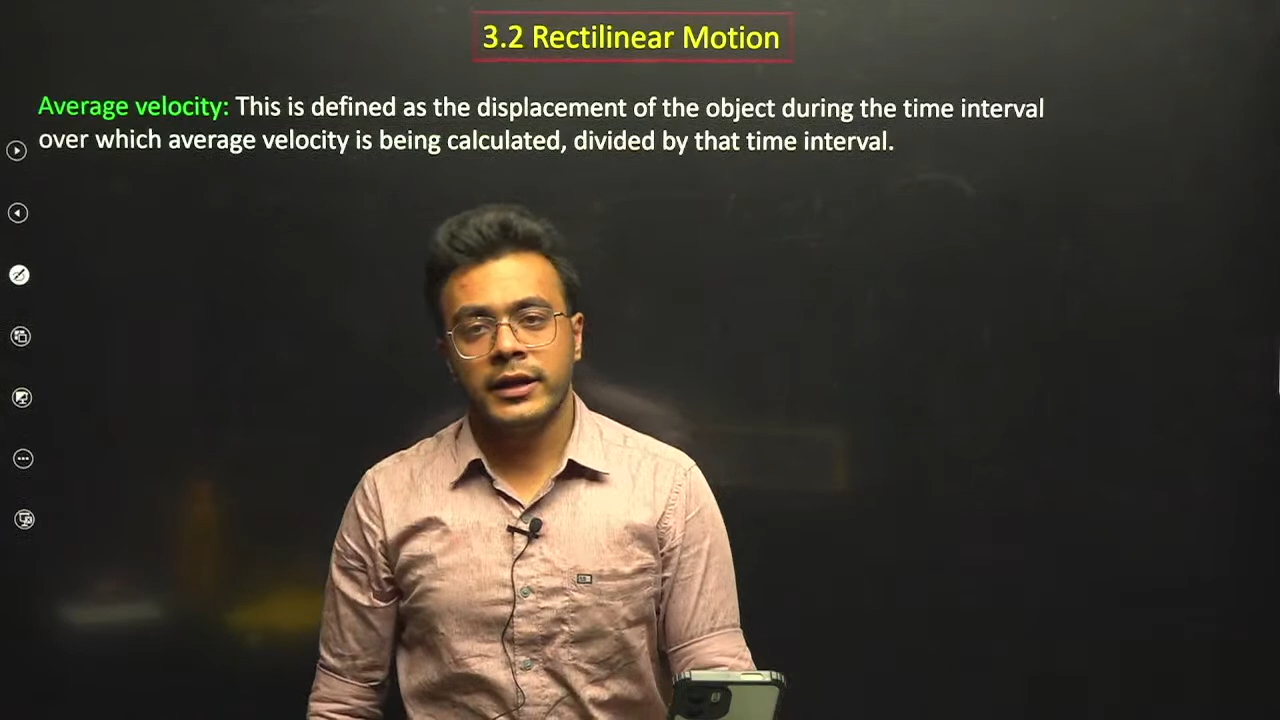 3.2 Rectilinear Motion
Average velocity: This is defined as the displacement of the object during the time interval
over which average velocity is being calculated, divided by that time interval.